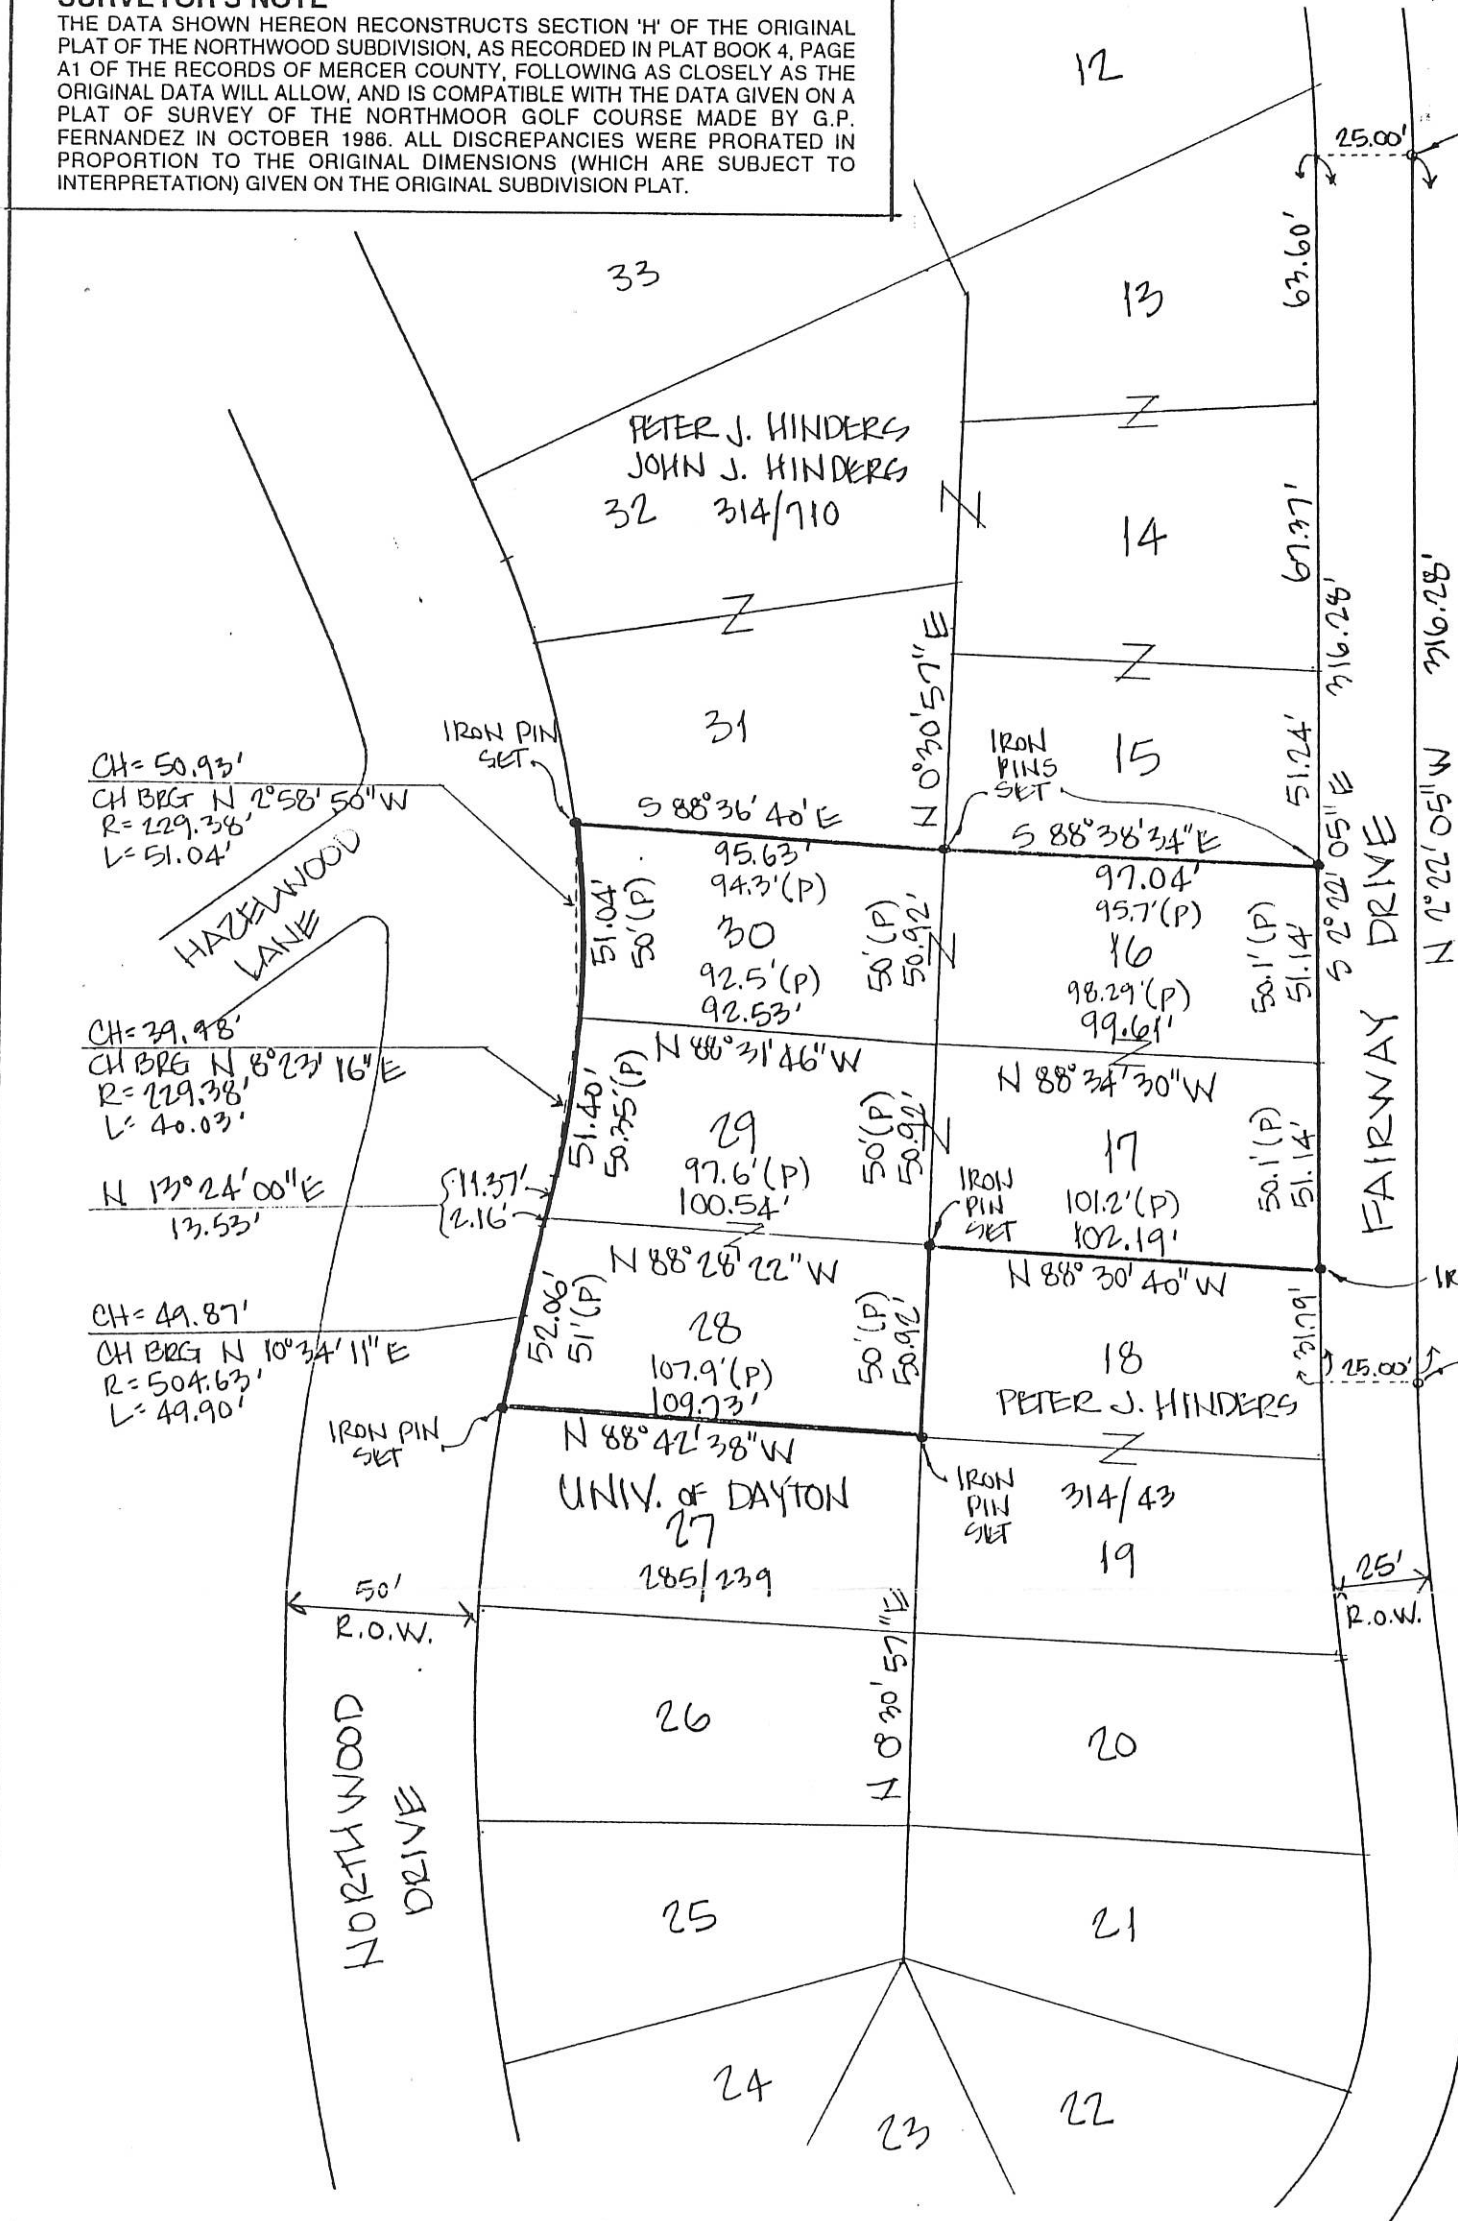 SURVEYOR'S NOTE
THE DATA SHOWN HEREON RECONSTRUCTS SECTION 'H' OF THE ORIGINAL
PLAT OF THE NORTHWOOD SUBDIVISION, AS RECORDED IN PLAT BOOK 4, PAGE
A1 OF THE RECORDS OF MERCER COUNTY, FOLLOWING AS CLOSELY AS THE
ORIGINAL DATA WILL ALLOW, AND IS COMPATIBLE WITH THE DATA GIVEN ON A
PLAT OF SURVEY OF THE NORTHMOOR GOLF COURSE MADE BY G.P.
FERNANDEZ IN OCTOBER 1986. ALL DISCREPANCIES WERE PRORATED IN
PROPORTION TO THE ORIGINAL DIMENSIONS (WHICH ARE SUBJECT TO
INTERPRETATION) GIVEN ON THE ORIGINAL SUBDIVISION PLAT.
12
25.00'
63.60'
33
13
PETER J. HINDERS
JOHN J. HINDERS
32 314/710
14
67.37'
316.28'
316.28'
N 0°30'57"E
31
15
51.24'
IRON PIN
SET
IRON
PINS
SET
S 2°22'05"E
N 2°22'05"W
CH= 50.93'
CH BRG N 2°58'50"W
R= 229.38'
L= 51.04'
HAZELWOOD
LANE
S 88°36'40'E
95.63'
94.3'(P)
51.04'
50'(P)
30
50'(P)
50.92'
92.5'(P)
92.53'
N 88°31'46"W
S 88°38'34"E
97.04'
95.7'(P)
16
50.1'(P)
51.14'
98.29'(P)
99.61'
N 88°34'30"W
FAIRWAY DRIVE
CH= 39.98'
CH BRG N 8°23'16"E
R= 229.38'
L= 40.03'
51.40'
50.35'(P)
29
50'(P)
50.92'
97.6'(P)
100.54'
N 88°28'22"W
17
50.1'(P)
51.14'
101.2'(P)
102.19'
N 88°30'40"W
IRON
PIN
SET
N 13°24'00"E
13.53'
11.37'
2.16'
IR
CH= 49.87'
CH BRG N 10°34'11"E
R= 504.63'
L= 49.90'
52.06'
51'(P)
28
50'(P)
50.92'
107.9'(P)
109.73'
N 88°42'38"W
31.79'
25.00'
18
PETER J. HINDERS
IRON PIN
SET
IRON
PIN
SET
UNIV. OF DAYTON
27
285/239
314/43
19
50'
R.O.W.
25'
R.O.W.
N 0 30'57"E
26
20
NORTHWOOD
DRIVE
25
21
24
23
22